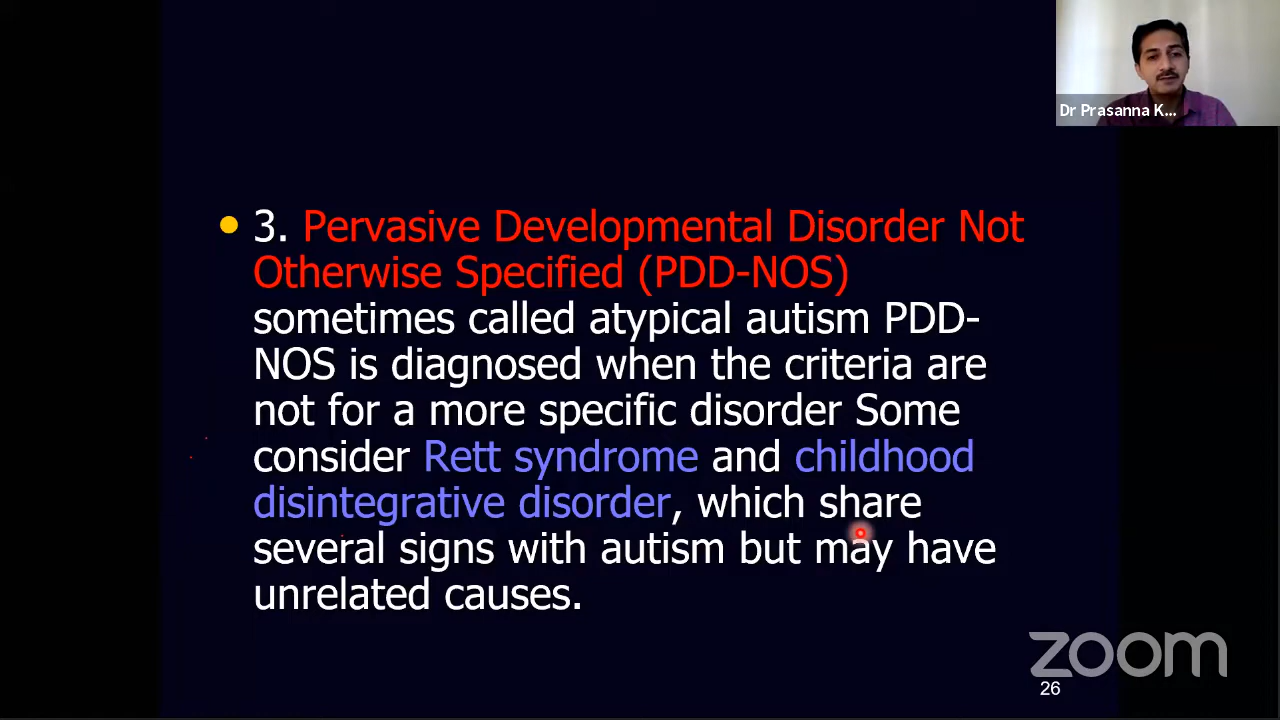 Dr Prasanna K...
• 3. Pervasive Developmental Disorder Not
Otherwise Specified (PDD-NOS)
sometimes called atypical autism PDD-
NOS is diagnosed when the criteria are
not for a more specific disorder Some
consider Rett syndrome and childhood
disintegrative disorder, which share
several signs with autism but may have
unrelated causes.
zoom
26